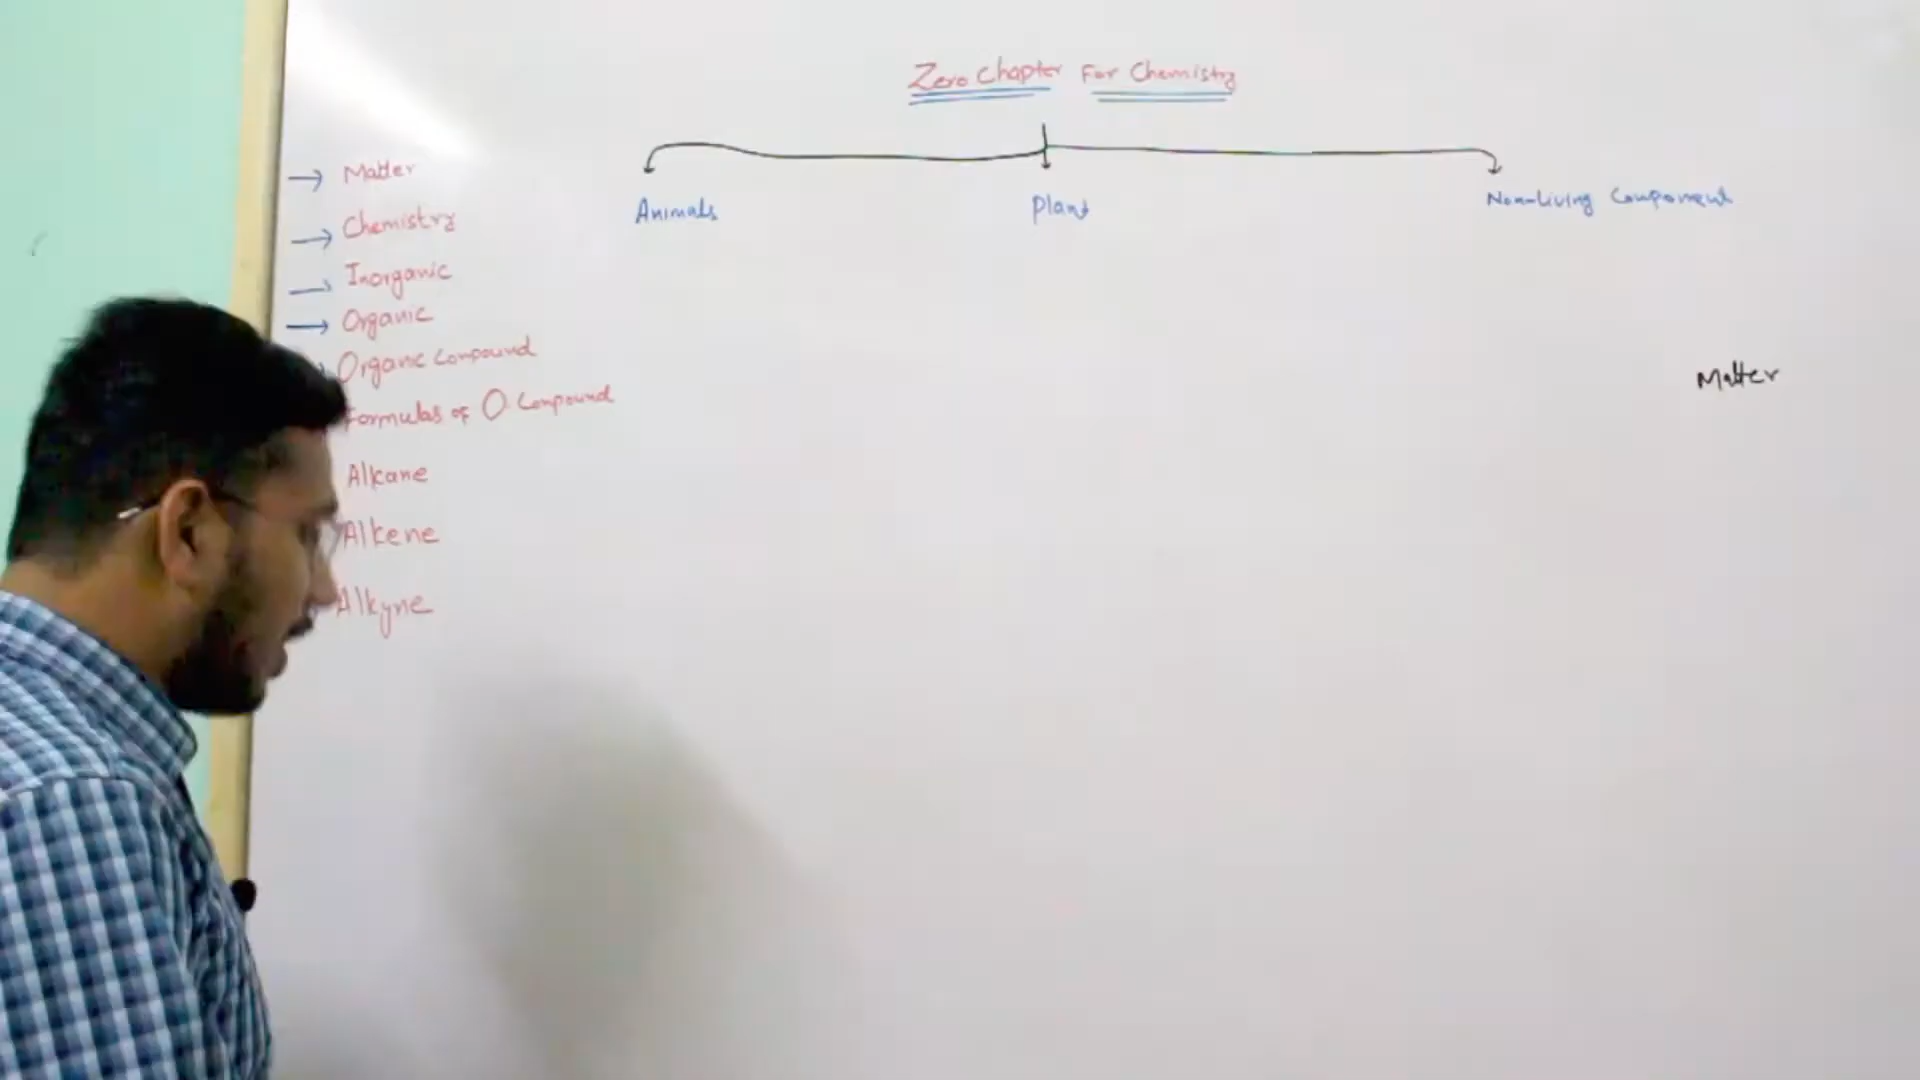 Zero Chapter For Chemistry
Animals
Plant
Non-Living Component
Matter
Chemistry
Inorganic
Organic
Organic Compound
Formulas of O. Compound
Alkane
Alkene
Alkyne
Matter